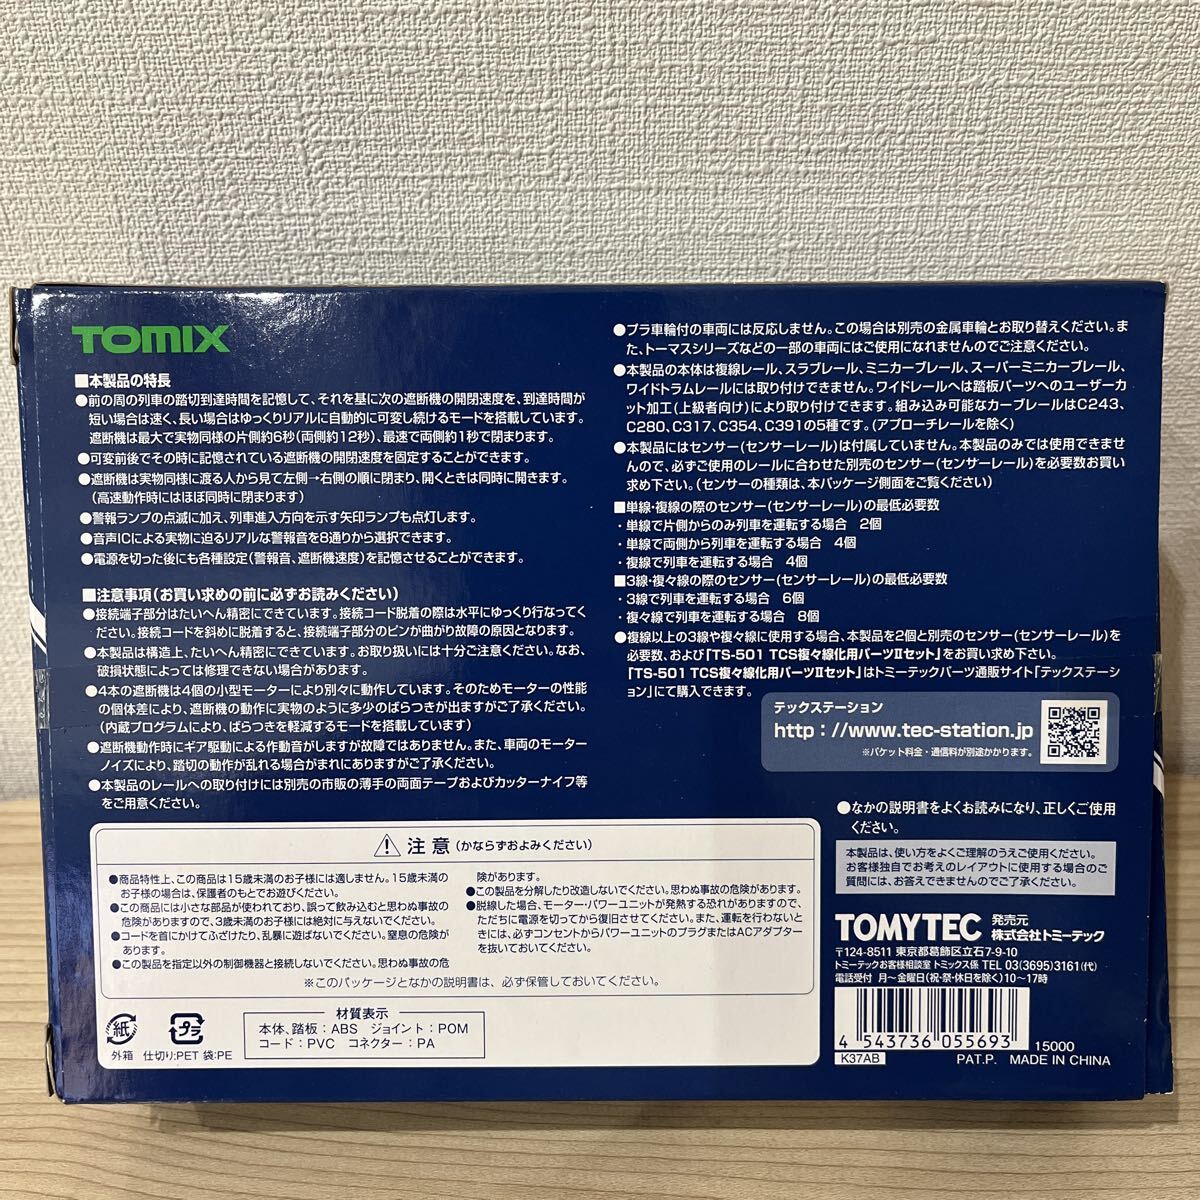 TOMIX
■本製品の特長
●前の周の列車の踏切到達時間を記憶して、それを基に次の遮断機の開閉速度を、到達時間が
短い場合は速く、長い場合はゆっくりリアルに自動的に可変し続けるモードを搭載しています。
遮断機は最大で実物同様の片側約6秒(両側約12秒)、最速で両側約1秒で閉まります。
●可変前後でその時に記憶されている遮断機の開閉速度を固定することができます。
●遮断機は実物同様に渡る人から見て左側→右側の順に閉まり、開くときは同時に開きます。
(高速動作時にはほぼ同時に閉まります)
●警報ランプの点滅に加え、列車進入方向を示す矢印ランプも点灯します。
●音声ICによる実物に迫るリアルな警報音を8通りから選択できます。
●電源を切った後にも各種設定(警報音、遮断機速度)を記憶させることができます。
■注意事項(お買い求めの前に必ずお読みください)
●接続端子部分はたいへん精密にできています。接続コード脱着の際は水平にゆっくり行なってく
ださい。接続コードを斜めに脱着すると、接続端子部分のピンが曲がり故障の原因となります。
●本製品は構造上、たいへん精密にできています。お取り扱いには十分ご注意ください。なお、
破損状態によっては修理できない場合があります。
●4本の遮断機は4個の小型モーターにより別々に動作しています。そのためモーターの性能
の個体差により、遮断機の動作に実物のように多少のばらつきが出ますがご了承ください。
(内蔵プログラムにより、ばらつきを軽減するモードを搭載しています)
●遮断機動作時にギア駆動による作動音がしますが故障ではありません。また、車両のモーター
ノイズにより、踏切の動作が乱れる場合がまれにありますがご了承ください。
●本製品のレールへの取り付けには別売の市販の薄手の両面テープおよびカッターナイフ等
をご用意ください。
●プラ車輪付の車両には反応しません。この場合は別売の金属車輪とお取り替えください。ま
た、トーマスシリーズなどの一部の車両にはご使用になれませんのでご注意ください。
●本製品の本体は複線レール、スラブレール、ミニカーブレール、スーパーミニカーブレール、
ワイドトラムレールには取り付けできません。ワイドレールへは踏板パーツへのユーザーカ
ット加工(上級者向け)により取り付けできます。組み込み可能なカーブレールはC243、
C280、C317、C354、C391の5種です。(アプローチレールを除く)
●本製品にはセンサー(センサーレール)は付属していません。本製品のみでは使用できませ
んので、必ずご使用のレールに合わせた別売のセンサー(センサーレール)を必要数お買い
求め下さい。(センサーの種類は、本パッケージ側面をご覧ください)
■単線・複線の際のセンサー(センサーレール)の最低必要数
・単線で片側からのみ列車を運転する場合 2個
・単線で両側から列車を運転する場合 4個
・複線で列車を運転する場合 4個
■3線・複々線の際のセンサー(センサーレール)の最低必要数
・3線で列車を運転する場合 6個
・複々線で列車を運転する場合 8個
●複線以上の3線や複々線に使用する場合、本製品を2個と別売のセンサー(センサーレール)を
必要数、および「TS-501 TCS複々線化用パーツⅡセット」をお買い求め下さい。
「TS-501 TCS複々線化用パーツⅡセット」はトミーテックパーツ通販サイト「テックステーシ
ョン」にて購入できます。
テックステーション
http://www.tec-station.jp
※パケット料金・通信料が別途かかります。
●なかの説明書をよくお読みになり、正しくご使用
ください。
本製品は、使い方をよくご理解のうえご使用ください。
お客様独自でお考えのレイアウトに使用する場合のご
質問には、お答えできませんのでご了承ください。
⚠ 注意(かならずおよみください)
●商品特性上、この商品は15歳未満のお子様には適しません。15歳未満の
お子様の場合は、保護者のもとでお遊びください。
●この商品には小さな部品が使われており、誤って飲み込むと思わぬ事故の
危険がありますので、3歳未満のお子様には絶対に与えないでください。
●コードを首にかけてふざけたり、乱暴に遊ばないでください。窒息の危険が
あります。
●この製品を指定以外の制御機器と接続しないでください。思わぬ事故の危
険があります。
●この製品を分解したり改造しないでください。思わぬ事故の危険があります。
●脱線した場合、モーター・パワーユニットが発熱する恐れがありますので、
ただちに電源を切ってから復旧させてください。また、運転を行わないと
きには、必ずコンセントからパワーユニットのプラグまたはACアダプター
を抜いておいてください。
※このパッケージとなかの説明書は、必ず保管しておいてください。
紙
外箱
プラ
仕切り:PET 袋:PE
材質表示
本体、踏板:ABS ジョイント:POM
コード:PVC コネクター:PA
TOMYTEC 発売元
株式会社トミーテック
〒124-8511 東京都葛飾区立石7-9-10
トミーテックお客様相談室 トミックス係 TEL 03(3695)3161(代)
電話受付 月～金曜日(祝・祭・休日を除く)10～17時
4 543736 055693
15000
K37AB
PAT.P. MADE IN CHINA